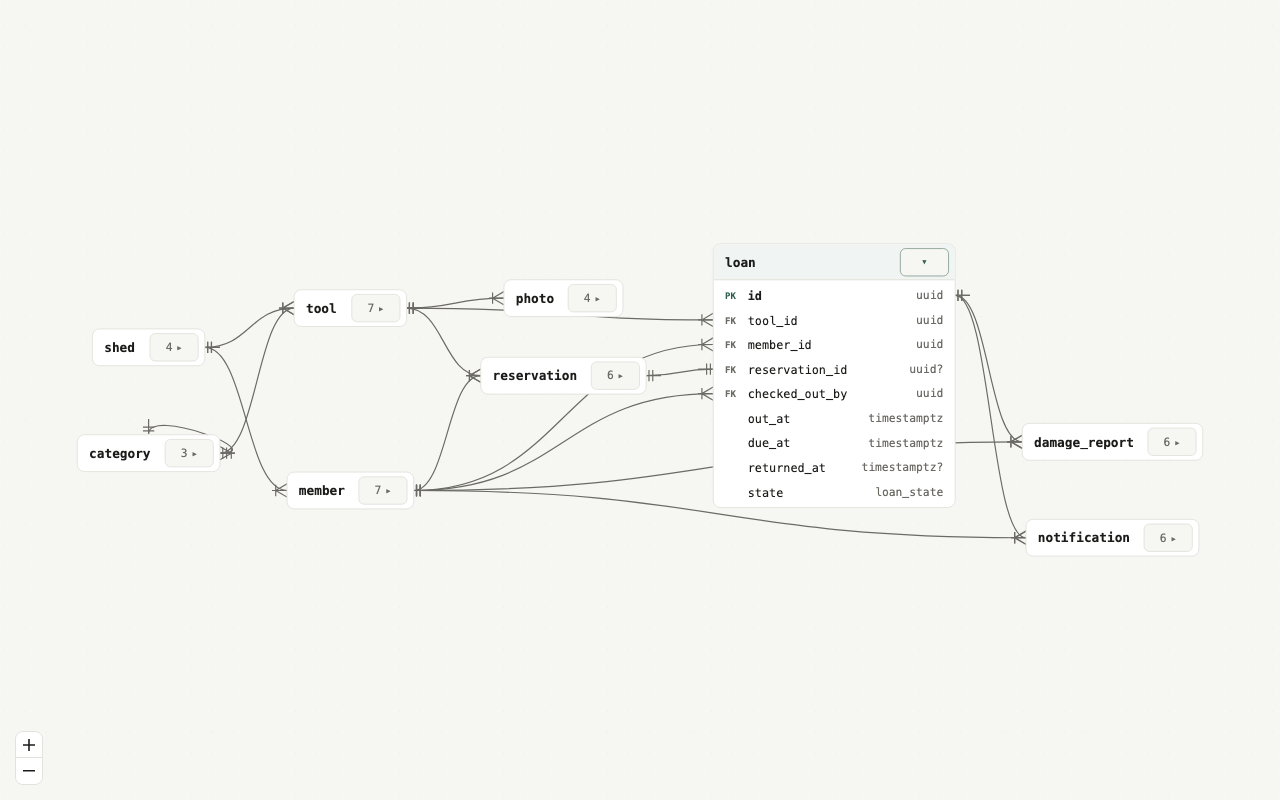 shed 4 ▸
category 3 ▸
tool 7 ▸
member 7 ▸
photo 4 ▸
reservation 6 ▸
loan ▾
PK id uuid
FK tool_id uuid
FK member_id uuid
FK reservation_id uuid?
FK checked_out_by uuid
out_at timestamptz
due_at timestamptz
returned_at timestamptz?
state loan_state
damage_report 6 ▸
notification 6 ▸
+
−